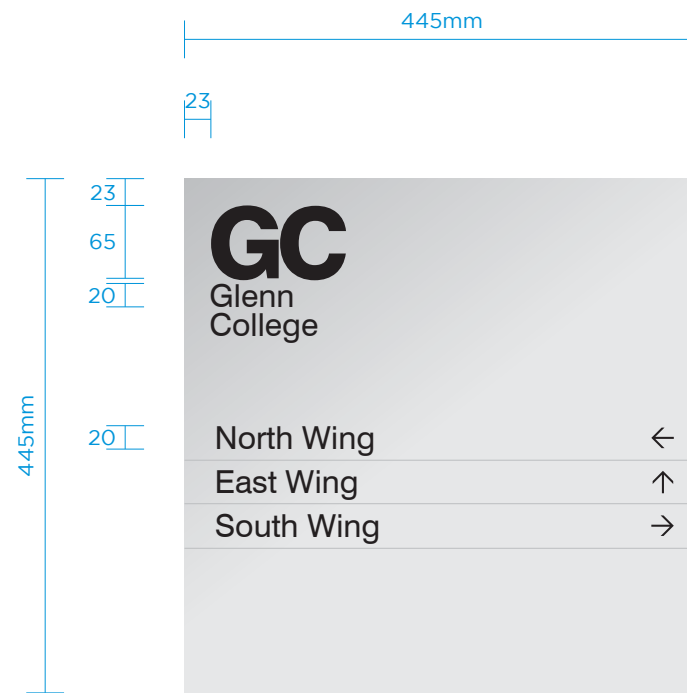 445mm
23
23
65
20
GC
Glenn
College
445mm
20
North Wing ←
East Wing ↑
South Wing →